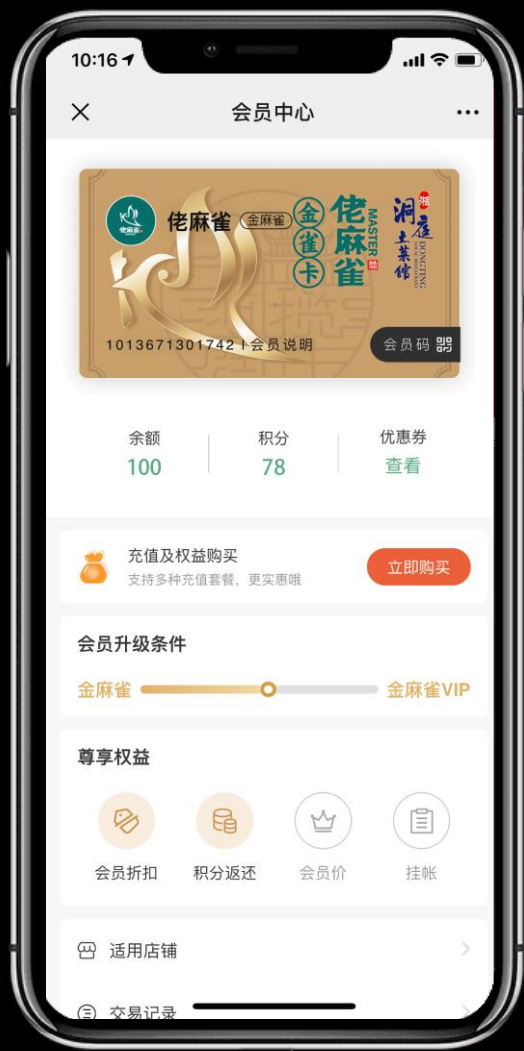 10:16
会员中心
佬麻雀
佬麻雀
金麻雀
金雀卡
佬麻雀
MASTER
湘
洞庭土菜馆
DONGTING
1013671301742 | 会员说明
会员码
余额
积分
优惠券
100
78
查看
充值及权益购买
支持多种充值套餐，更实惠哦
立即购买
会员升级条件
金麻雀
金麻雀VIP
尊享权益
会员折扣
积分返还
会员价
挂帐
适用店铺
交易记录